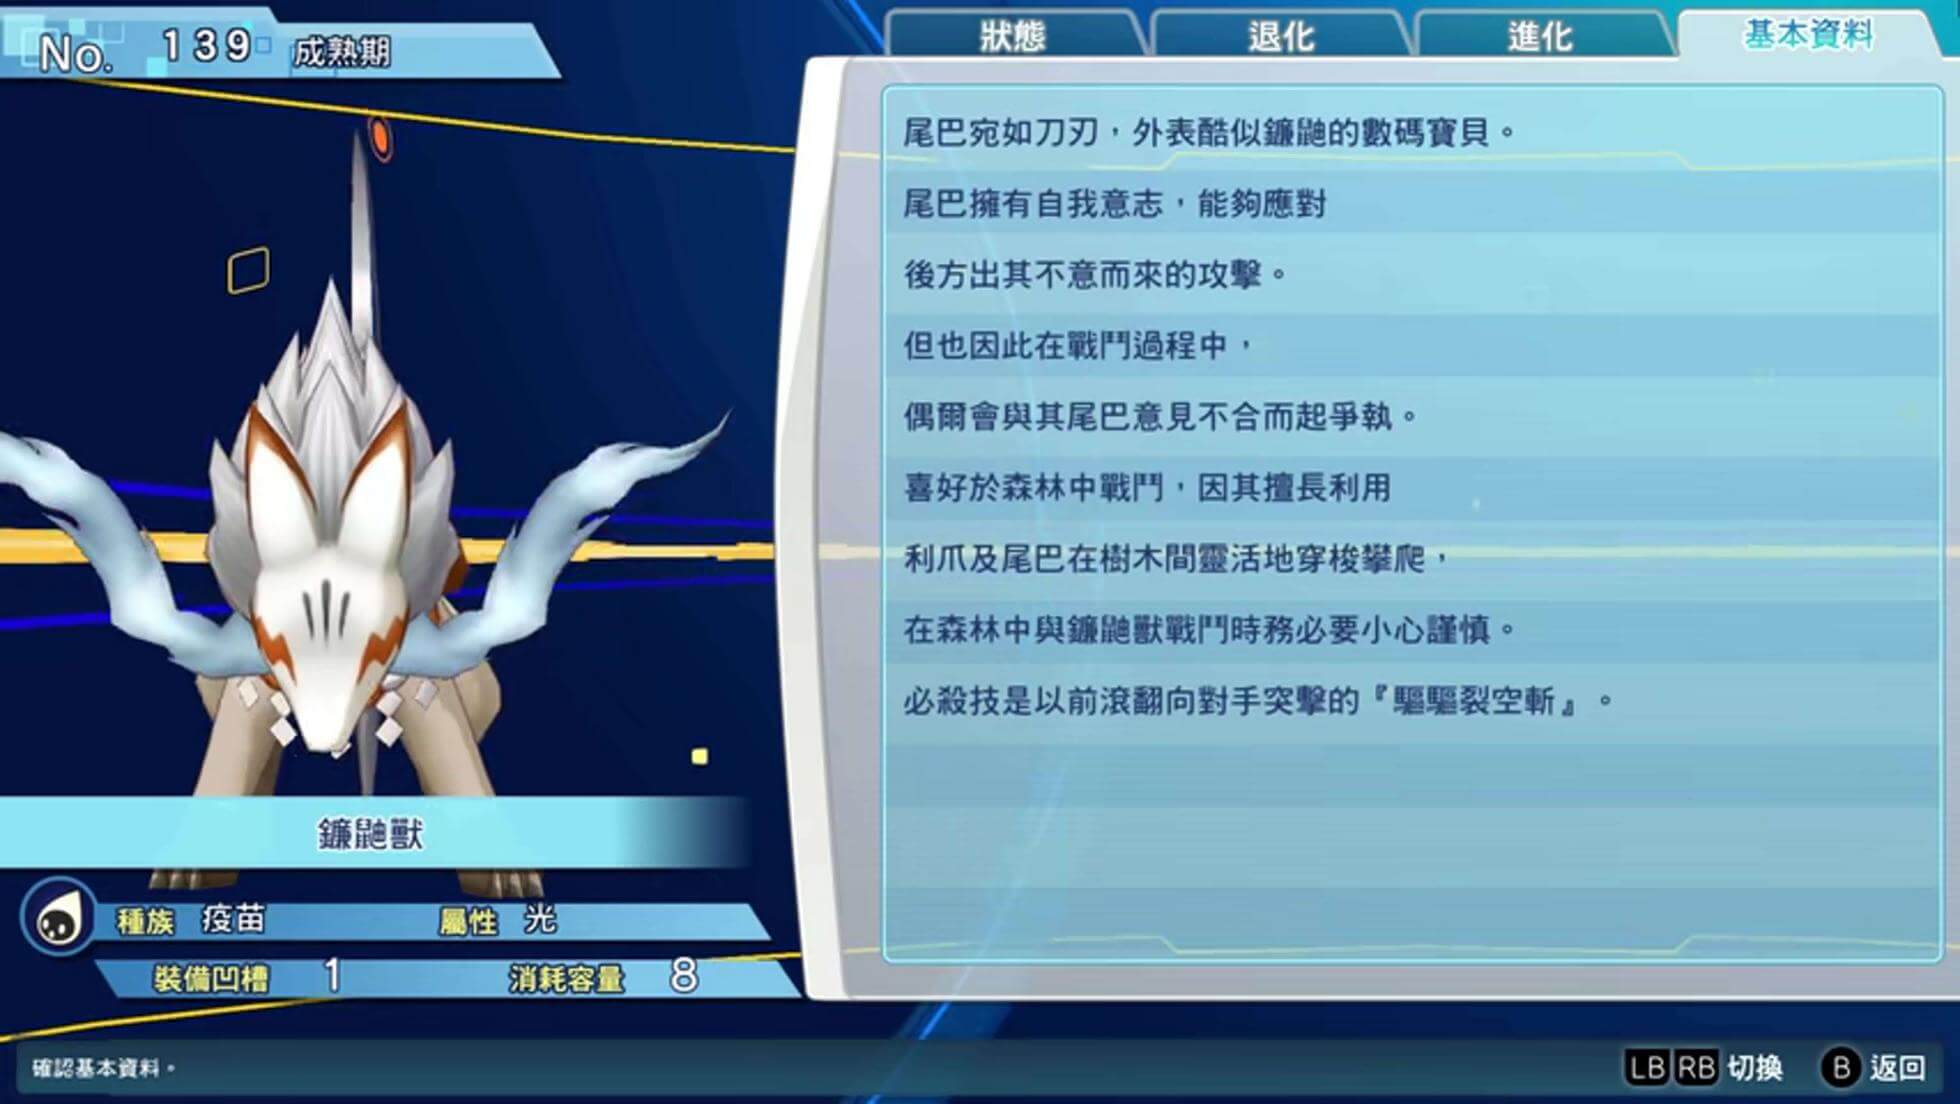 No. 139 成熟期
狀態 退化 進化 基本資料
尾巴宛如刀刃，外表酷似鐮鼬的數碼寶貝。
尾巴擁有自我意志，能夠應對
後方出其不意而來的攻擊。
但也因此在戰鬥過程中，
偶爾會與其尾巴意見不合而起爭執。
喜好於森林中戰鬥，因其擅長利用
利爪及尾巴在樹木間靈活地穿梭攀爬，
在森林中與鐮鼬獸戰鬥時務必要小心謹慎。
必殺技是以前滾翻向對手突擊的『驅驅裂空斬』。
鐮鼬獸
種族 疫苗 屬性 光
裝備凹槽 1 消耗容量 8
確認基本資料。
LB RB 切換 B 返回